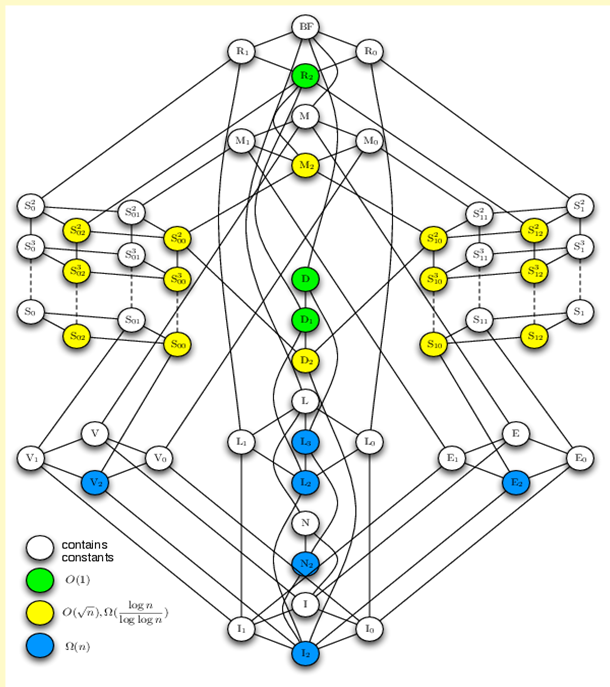 BF
R₁ R₀
R₂
M
M₁ M₀
M₂
S₀² S₀₁² S₁₁² S₁²
S₀₂² S₀₀² S₁₀² S₁₂²
S₀³ S₀₁³ S₁₁³ S₁³
S₀₂³ S₀₀³ S₁₀³ S₁₂³
D
S₀ S₀₁ D₁ S₁₁ S₁
S₀₂ S₀₀ S₁₀ S₁₂
D₂
L
V E
L₁ L₃ L₀
V₁ V₀ E₁ E₀
V₂ L₂ E₂
N
contains
constants
N₂
O(1)
I
O(√n), Ω(log n / log log n)
I₁ I₀
Ω(n)
I₂